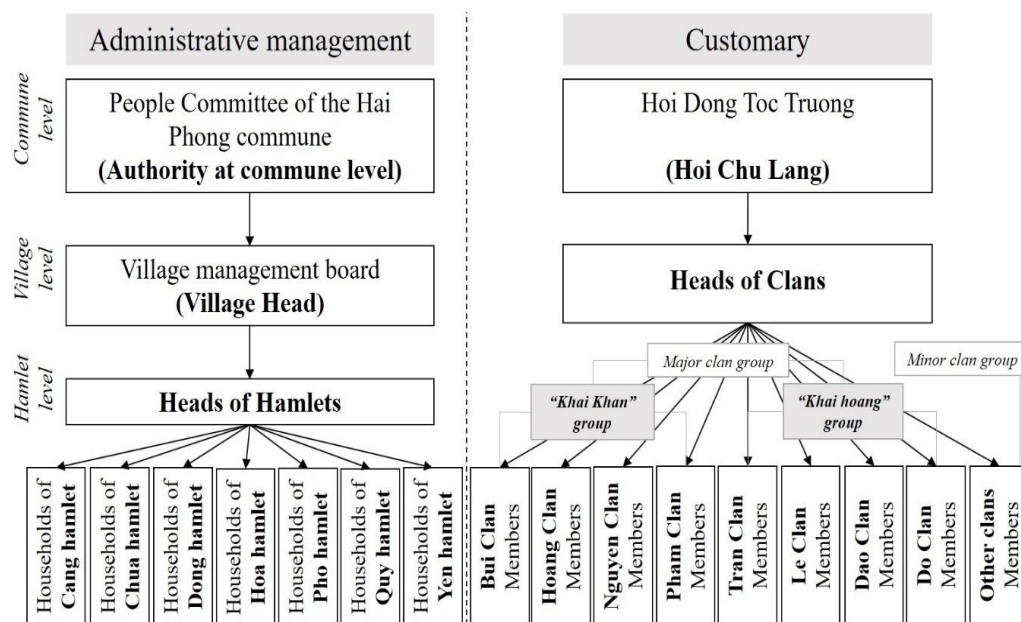 Administrative management
Customary
Commune
level
People Committee of the Hai
Phong commune
(Authority at commune level)
Hoi Dong Toc Truong
(Hoi Chu Lang)
Village
level
Village management board
(Village Head)
Heads of Clans
Hamlet
level
Heads of Hamlets
Major clan group
Minor clan group
“Khai Khan”
group
“Khai hoang”
group
Households of
Cang hamlet
Households of
Chua hamlet
Households of
Dong hamlet
Households of
Hoa hamlet
Households of
Pho hamlet
Households of
Quy hamlet
Households of
Yen hamlet
Bui Clan
Members
Hoang Clan
Members
Nguyen Clan
Members
Pham Clan
Members
Tran Clan
Members
Le Clan
Members
Dao Clan
Members
Do Clan
Members
Other clans
Members